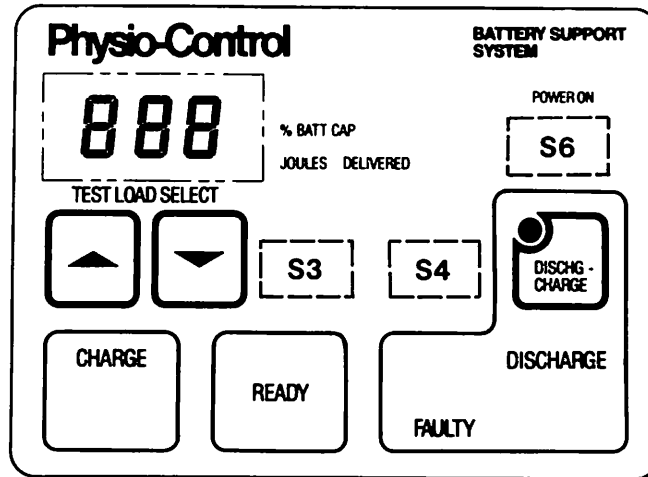 Physio-Control
BATTERY SUPPORT
SYSTEM
POWER ON
888
% BATT CAP
JOULES DELIVERED
S6
TEST LOAD SELECT
S3
S4
DISCHG -
CHARGE
CHARGE
READY
DISCHARGE
FAULTY